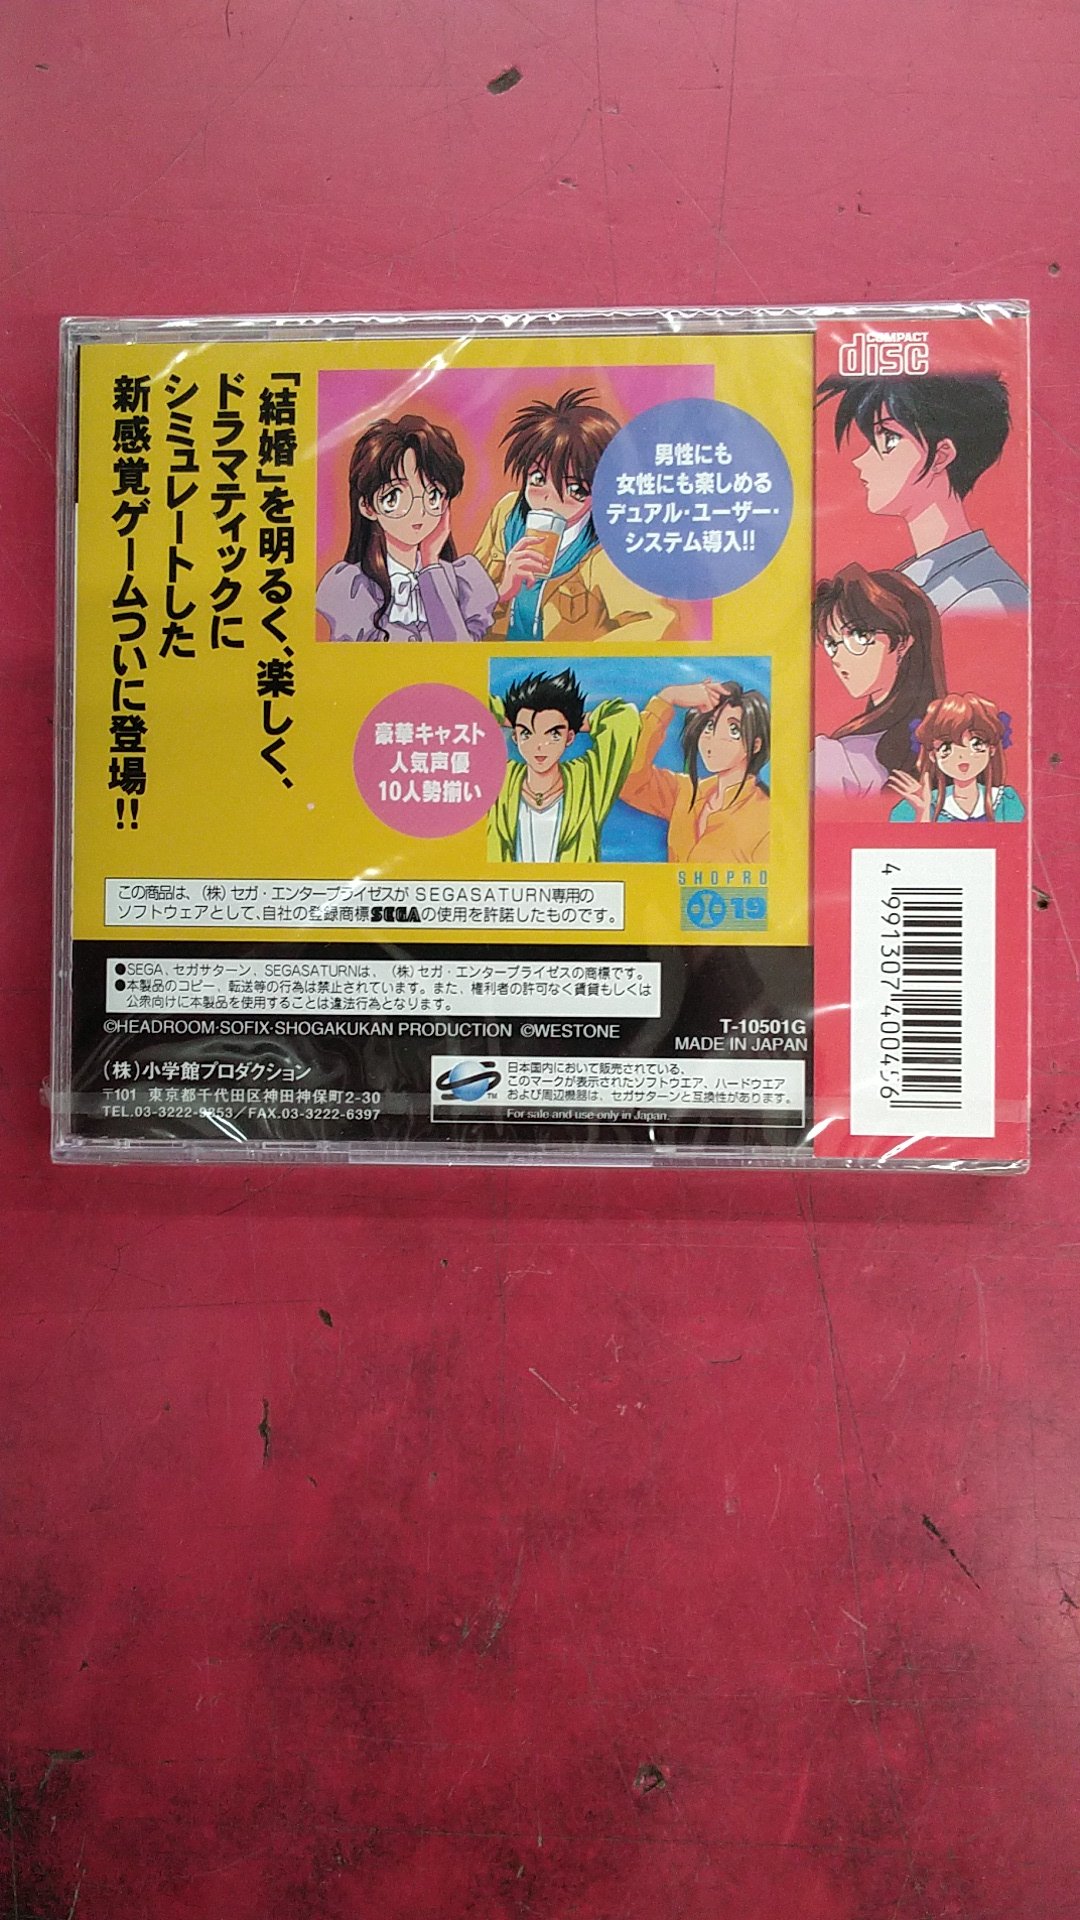 「結婚」を明るく、楽しく、
ドラマティックに
シミュレートした
新感覚ゲームついに登場!!
男性にも
女性にも楽しめる
デュアル・ユーザー・
システム導入!!
豪華キャスト
人気声優
10人勢揃い
COMPACT
disc
SHOPRO
19
この商品は、(株)セガ・エンタープライゼスがSEGASATURN専用の
ソフトウェアとして、自社の登録商標SEGAの使用を許諾したものです。
●SEGA、セガサターン、SEGASATURNは、(株)セガ・エンタープライゼスの商標です。
●本製品のコピー、転送等の行為は禁止されています。また、権利者の許可なく賃貸もしくは
公衆向けに本製品を使用することは違法行為となります。
©HEADROOM·SOFIX·SHOGAKUKAN PRODUCTION ©WESTONE
T-10501G
MADE IN JAPAN
(株)小学館プロダクション
〒101 東京都千代田区神田神保町2-30
TEL.03-3222-9353/FAX.03-3222-6397
TM
日本国内において販売されている、
このマークが表示されたソフトウエア、ハードウエア
および周辺機器は、セガサターンと互換性があります。
For sale and use only in Japan.
4 991307 400456